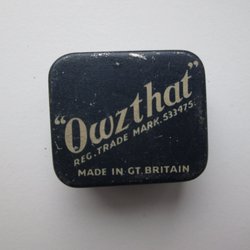 "Owzthat"
REG. TRADE MARK. 533475.
MADE IN GT. BRITAIN